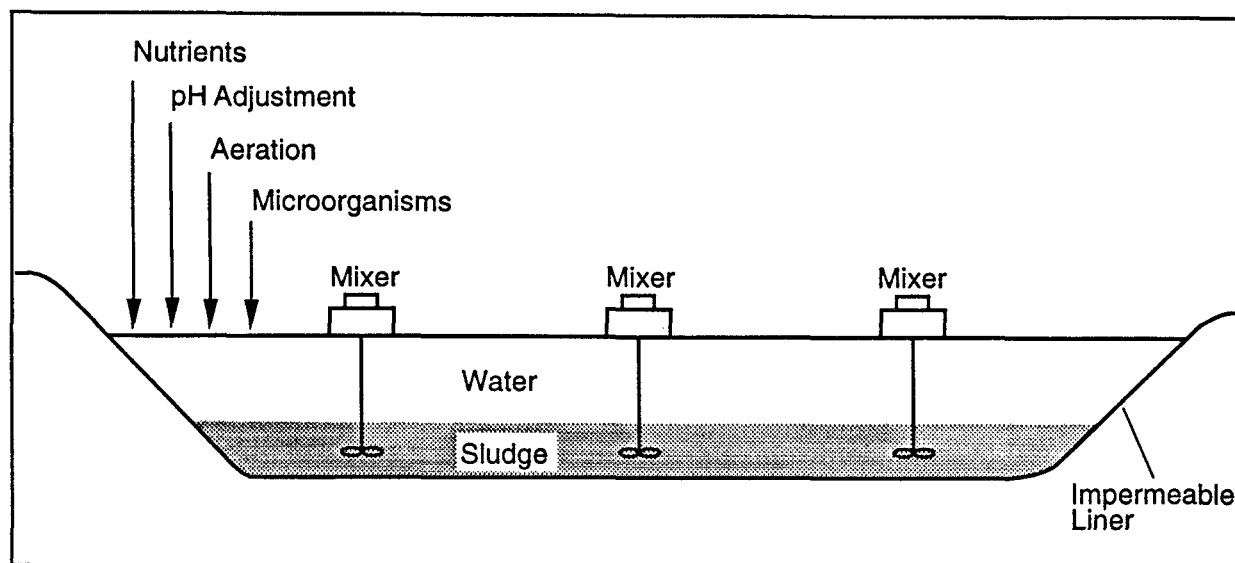 Nutrients
pH Adjustment
Aeration
Microorganisms
Mixer
Mixer
Mixer
Water
Sludge
Impermeable
Liner